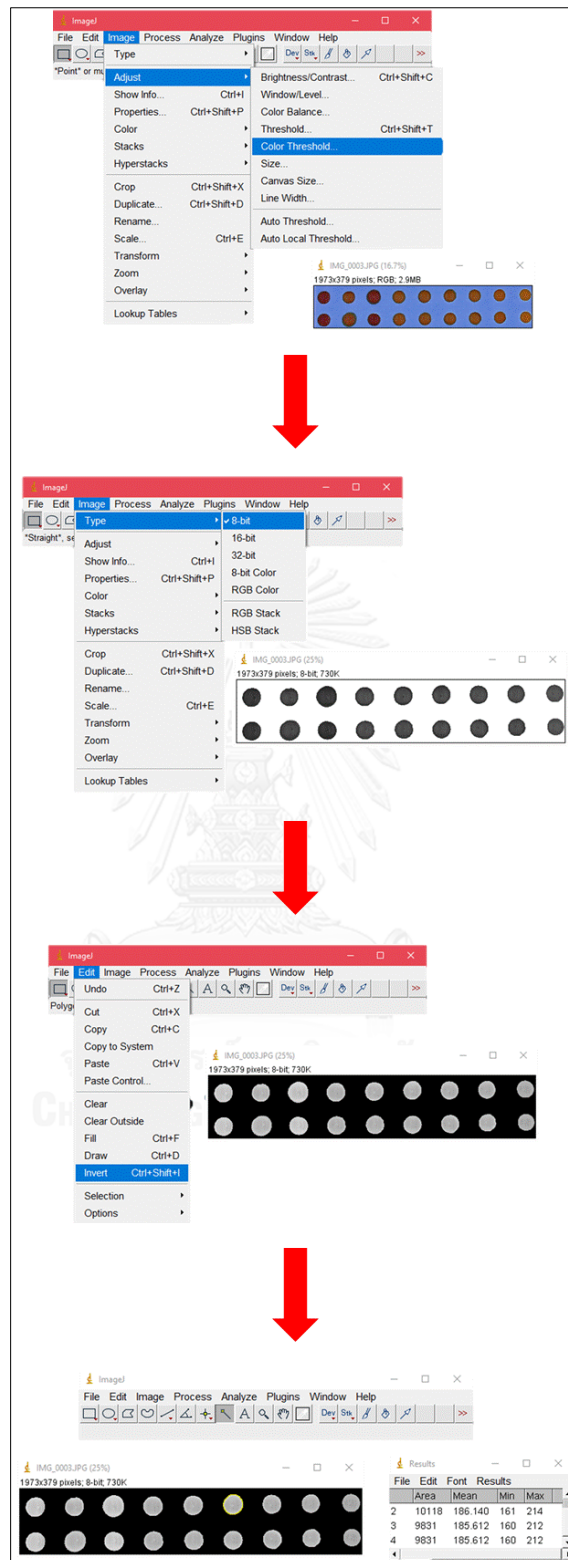 ImageJ
File Edit Image Process Analyze Plugins Window Help
Type
Dev Stk >>
*Point* or mu
Adjust
Show Info... Ctrl+I
Properties... Ctrl+Shift+P
Color
Stacks
Hyperstacks
Crop Ctrl+Shift+X
Duplicate... Ctrl+Shift+D
Rename...
Scale... Ctrl+E
Transform
Zoom
Overlay
Lookup Tables
Brightness/Contrast... Ctrl+Shift+C
Window/Level...
Color Balance...
Threshold... Ctrl+Shift+T
Color Threshold...
Size...
Canvas Size...
Line Width...
Auto Threshold...
Auto Local Threshold...
IMG_0003.JPG (16.7%)
1973x379 pixels; RGB; 2.9MB
ImageJ
File Edit Image Process Analyze Plugins Window Help
Type
>>
*Straight*, se
Adjust
Show Info... Ctrl+I
Properties... Ctrl+Shift+P
Color
Stacks
Hyperstacks
Crop Ctrl+Shift+X
Duplicate... Ctrl+Shift+D
Rename...
Scale... Ctrl+E
Transform
Zoom
Overlay
Lookup Tables
8-bit
16-bit
32-bit
8-bit Color
RGB Color
RGB Stack
HSB Stack
IMG_0003.JPG (25%)
1973x379 pixels; 8-bit; 730K
ImageJ
File Edit Image Process Analyze Plugins Window Help
Undo Ctrl+Z
A Dev Stk >>
Polygo
Cut Ctrl+X
Copy Ctrl+C
Copy to System
Paste Ctrl+V
Paste Control...
Clear
Clear Outside
Fill Ctrl+F
Draw Ctrl+D
Invert Ctrl+Shift+I
Selection
Options
IMG_0003.JPG (25%)
1973x379 pixels; 8-bit; 730K
ImageJ
File Edit Image Process Analyze Plugins Window Help
A Dev Stk >>
IMG_0003.JPG (25%)
1973x379 pixels; 8-bit; 730K
Results
File Edit Font Results
Area Mean Min Max
2 10118 186.140 161 214
3 9831 185.612 160 212
4 9831 185.612 160 212